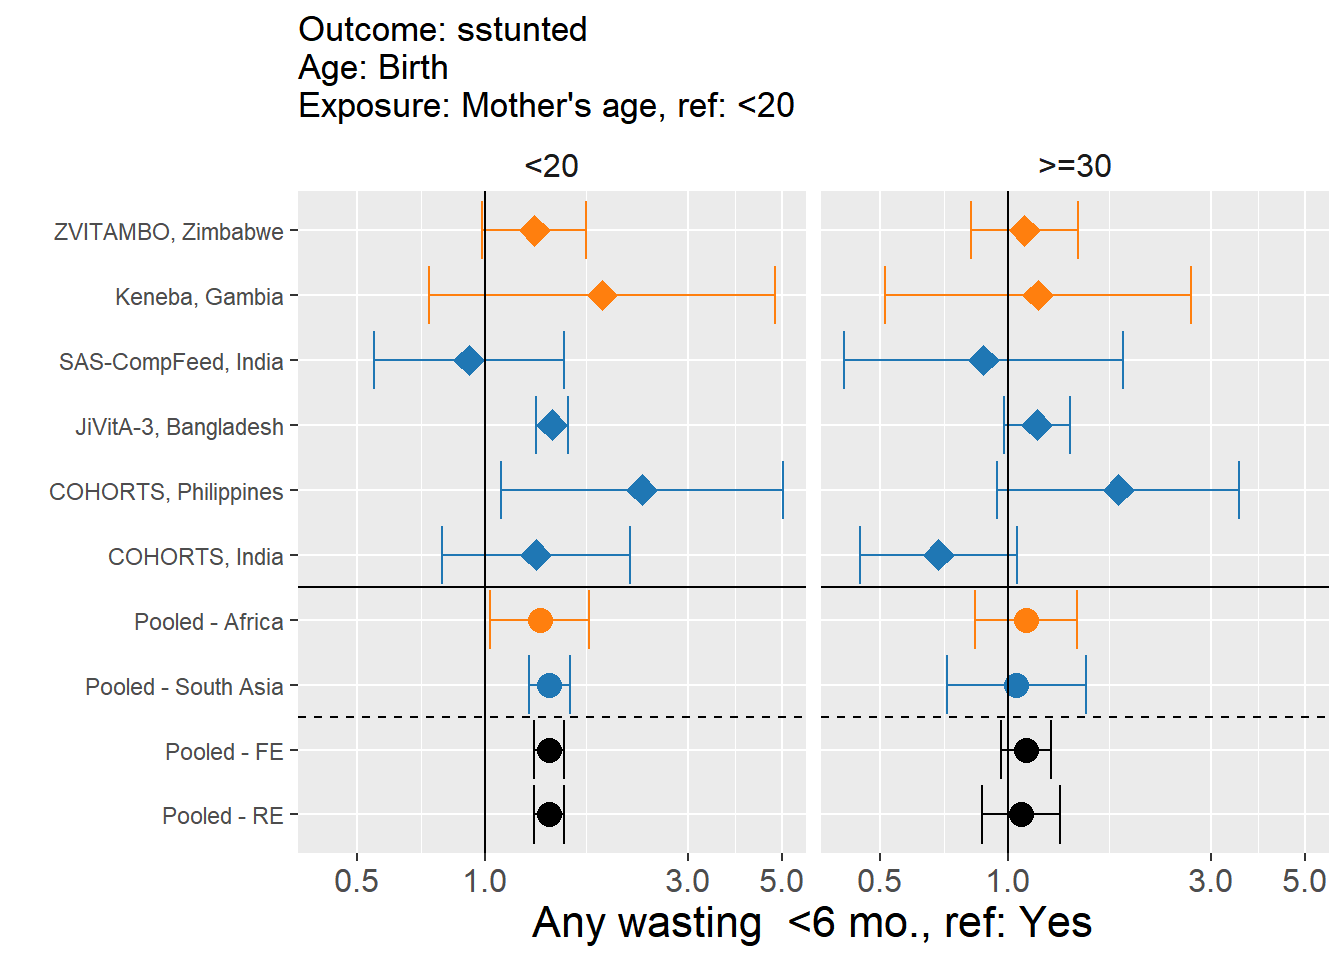 Outcome: sstunted
Age: Birth
Exposure: Mother's age, ref: <20
<20
>=30
ZVITAMBO, Zimbabwe
Keneba, Gambia
SAS-CompFeed, India
JiVitA-3, Bangladesh
COHORTS, Philippines
COHORTS, India
Pooled - Africa
Pooled - South Asia
Pooled - FE
Pooled - RE
0.5 1.0 3.0 5.0
0.5 1.0 3.0 5.0
Any wasting  <6 mo., ref: Yes